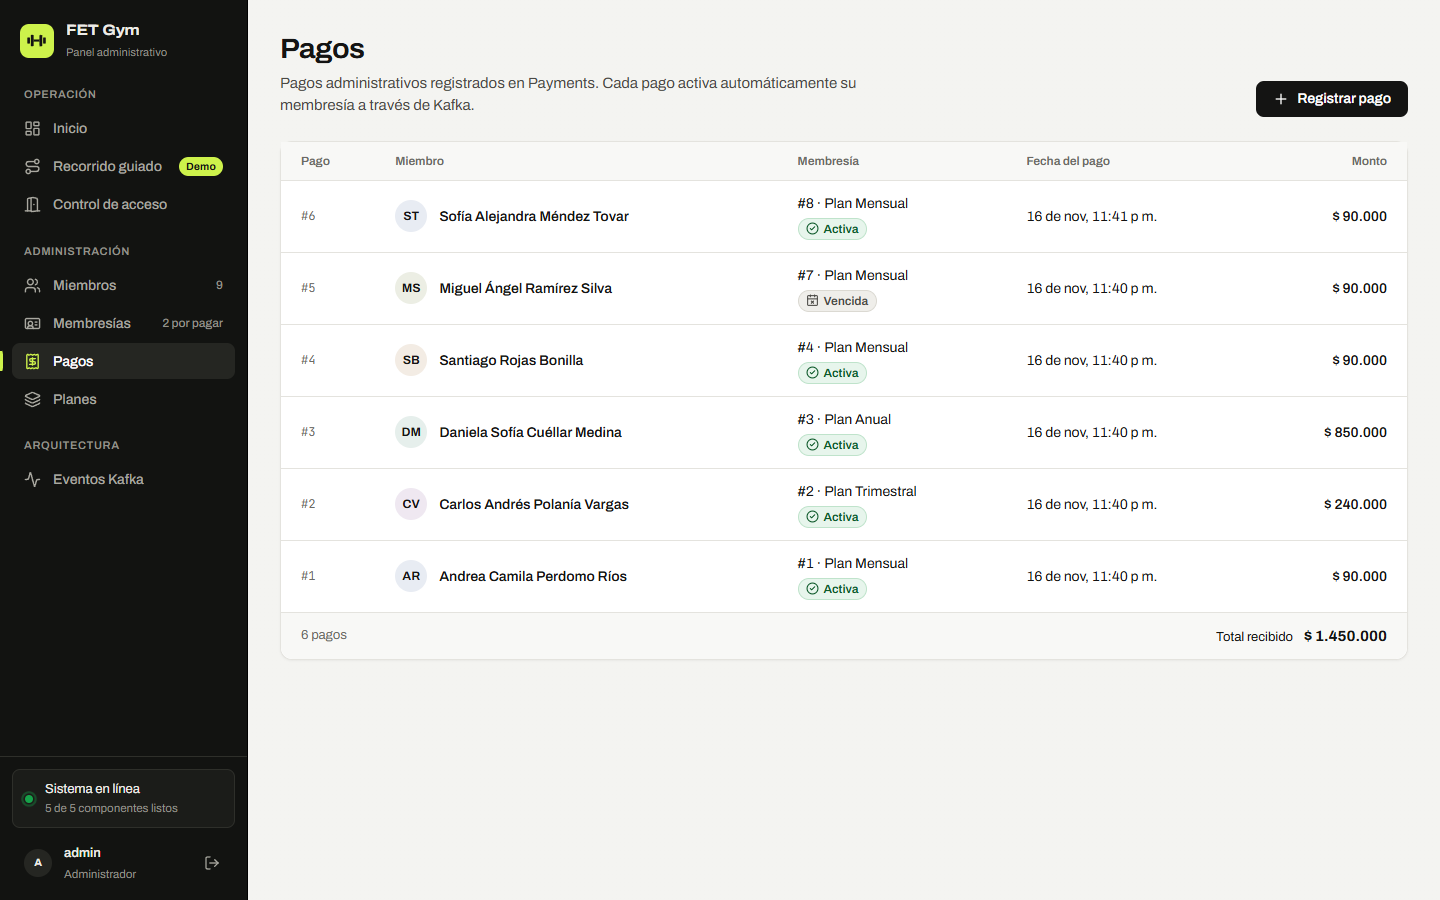 FET Gym
Panel administrativo
OPERACIÓN
Inicio
Recorrido guiado Demo
Control de acceso
ADMINISTRACIÓN
Miembros 9
Membresías 2 por pagar
Pagos
Planes
ARQUITECTURA
Eventos Kafka
Sistema en línea
5 de 5 componentes listos
A admin
Administrador
Pagos
Pagos administrativos registrados en Payments. Cada pago activa automáticamente su
membresía a través de Kafka.
Registrar pago
Pago Miembro Membresía Fecha del pago Monto
#6 ST Sofía Alejandra Méndez Tovar #8 · Plan Mensual 16 de nov, 11:41 p m. $ 90.000
Activa
#5 MS Miguel Ángel Ramírez Silva #7 · Plan Mensual 16 de nov, 11:40 p m. $ 90.000
Vencida
#4 SB Santiago Rojas Bonilla #4 · Plan Mensual 16 de nov, 11:40 p m. $ 90.000
Activa
#3 DM Daniela Sofía Cuéllar Medina #3 · Plan Anual 16 de nov, 11:40 p m. $ 850.000
Activa
#2 CV Carlos Andrés Polanía Vargas #2 · Plan Trimestral 16 de nov, 11:40 p m. $ 240.000
Activa
#1 AR Andrea Camila Perdomo Ríos #1 · Plan Mensual 16 de nov, 11:40 p m. $ 90.000
Activa
6 pagos Total recibido $ 1.450.000